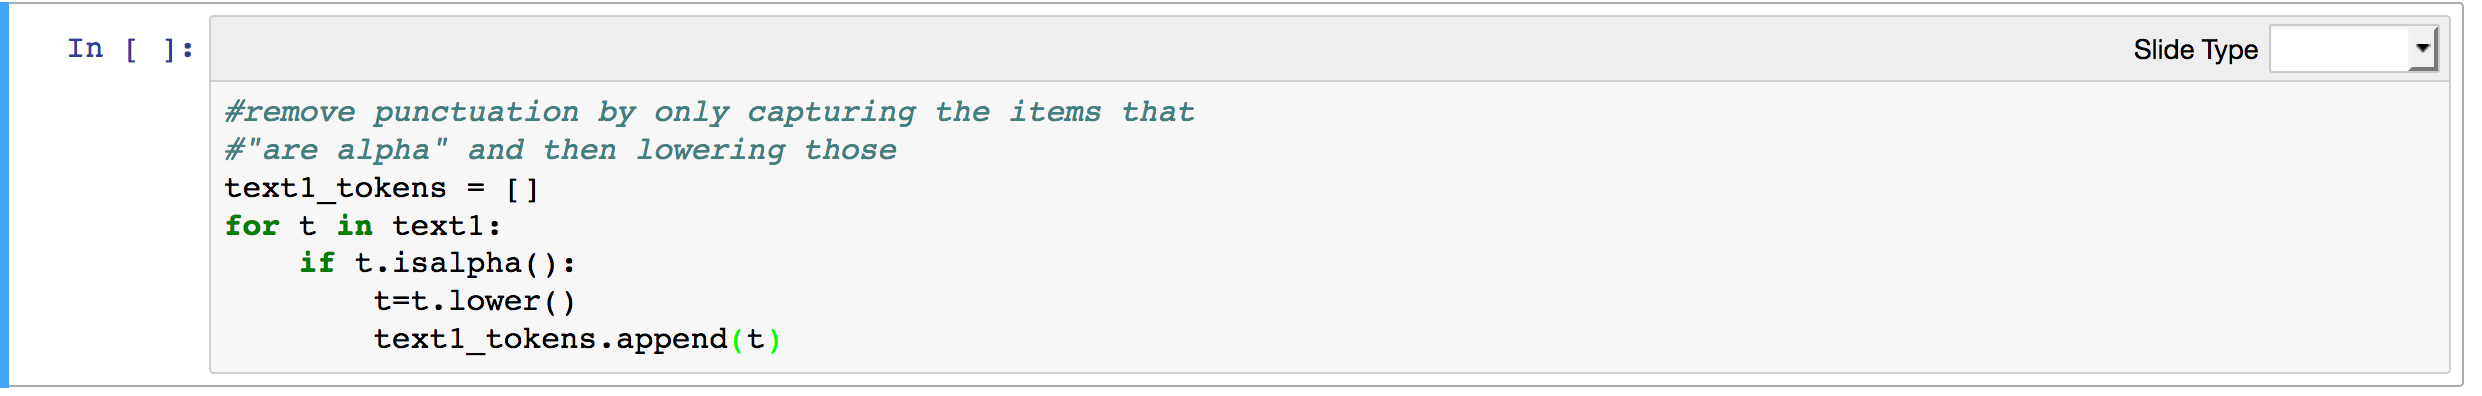 In [ ]:
Slide Type
#remove punctuation by only capturing the items that
#"are alpha" and then lowering those
text1_tokens = []
for t in text1:
    if t.isalpha():
        t=t.lower()
        text1_tokens.append(t)